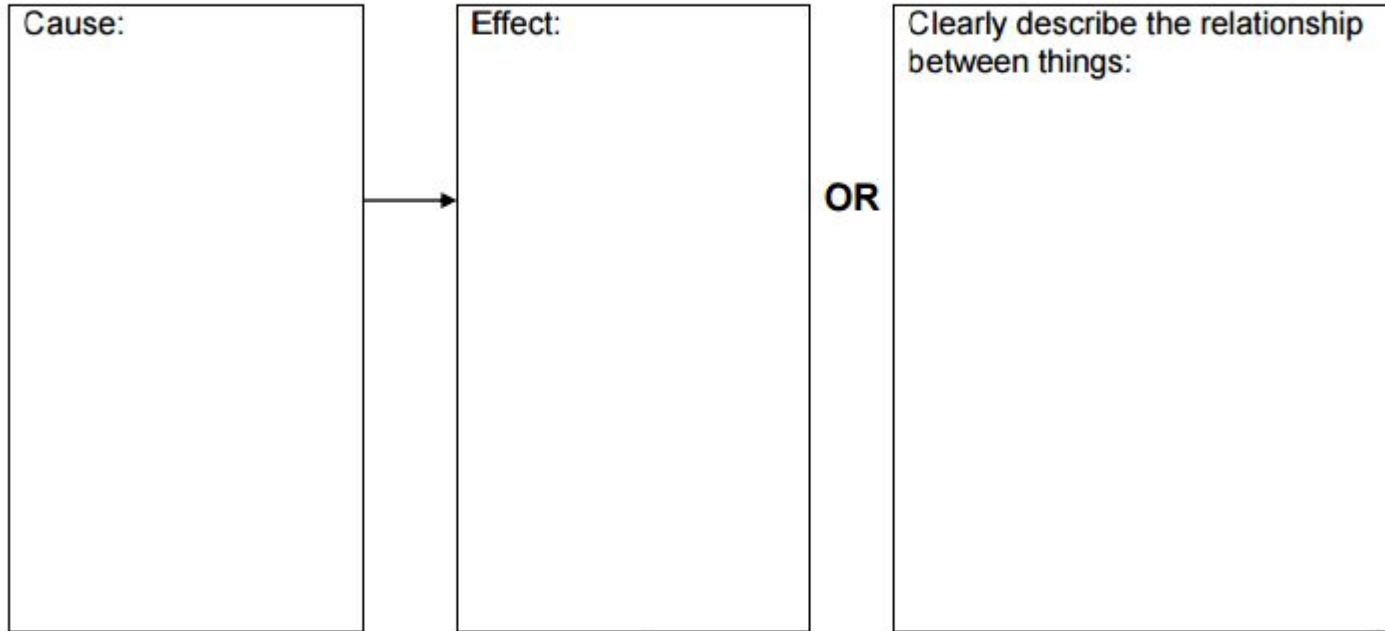 Cause:
Effect:
OR
Clearly describe the relationship
between things: